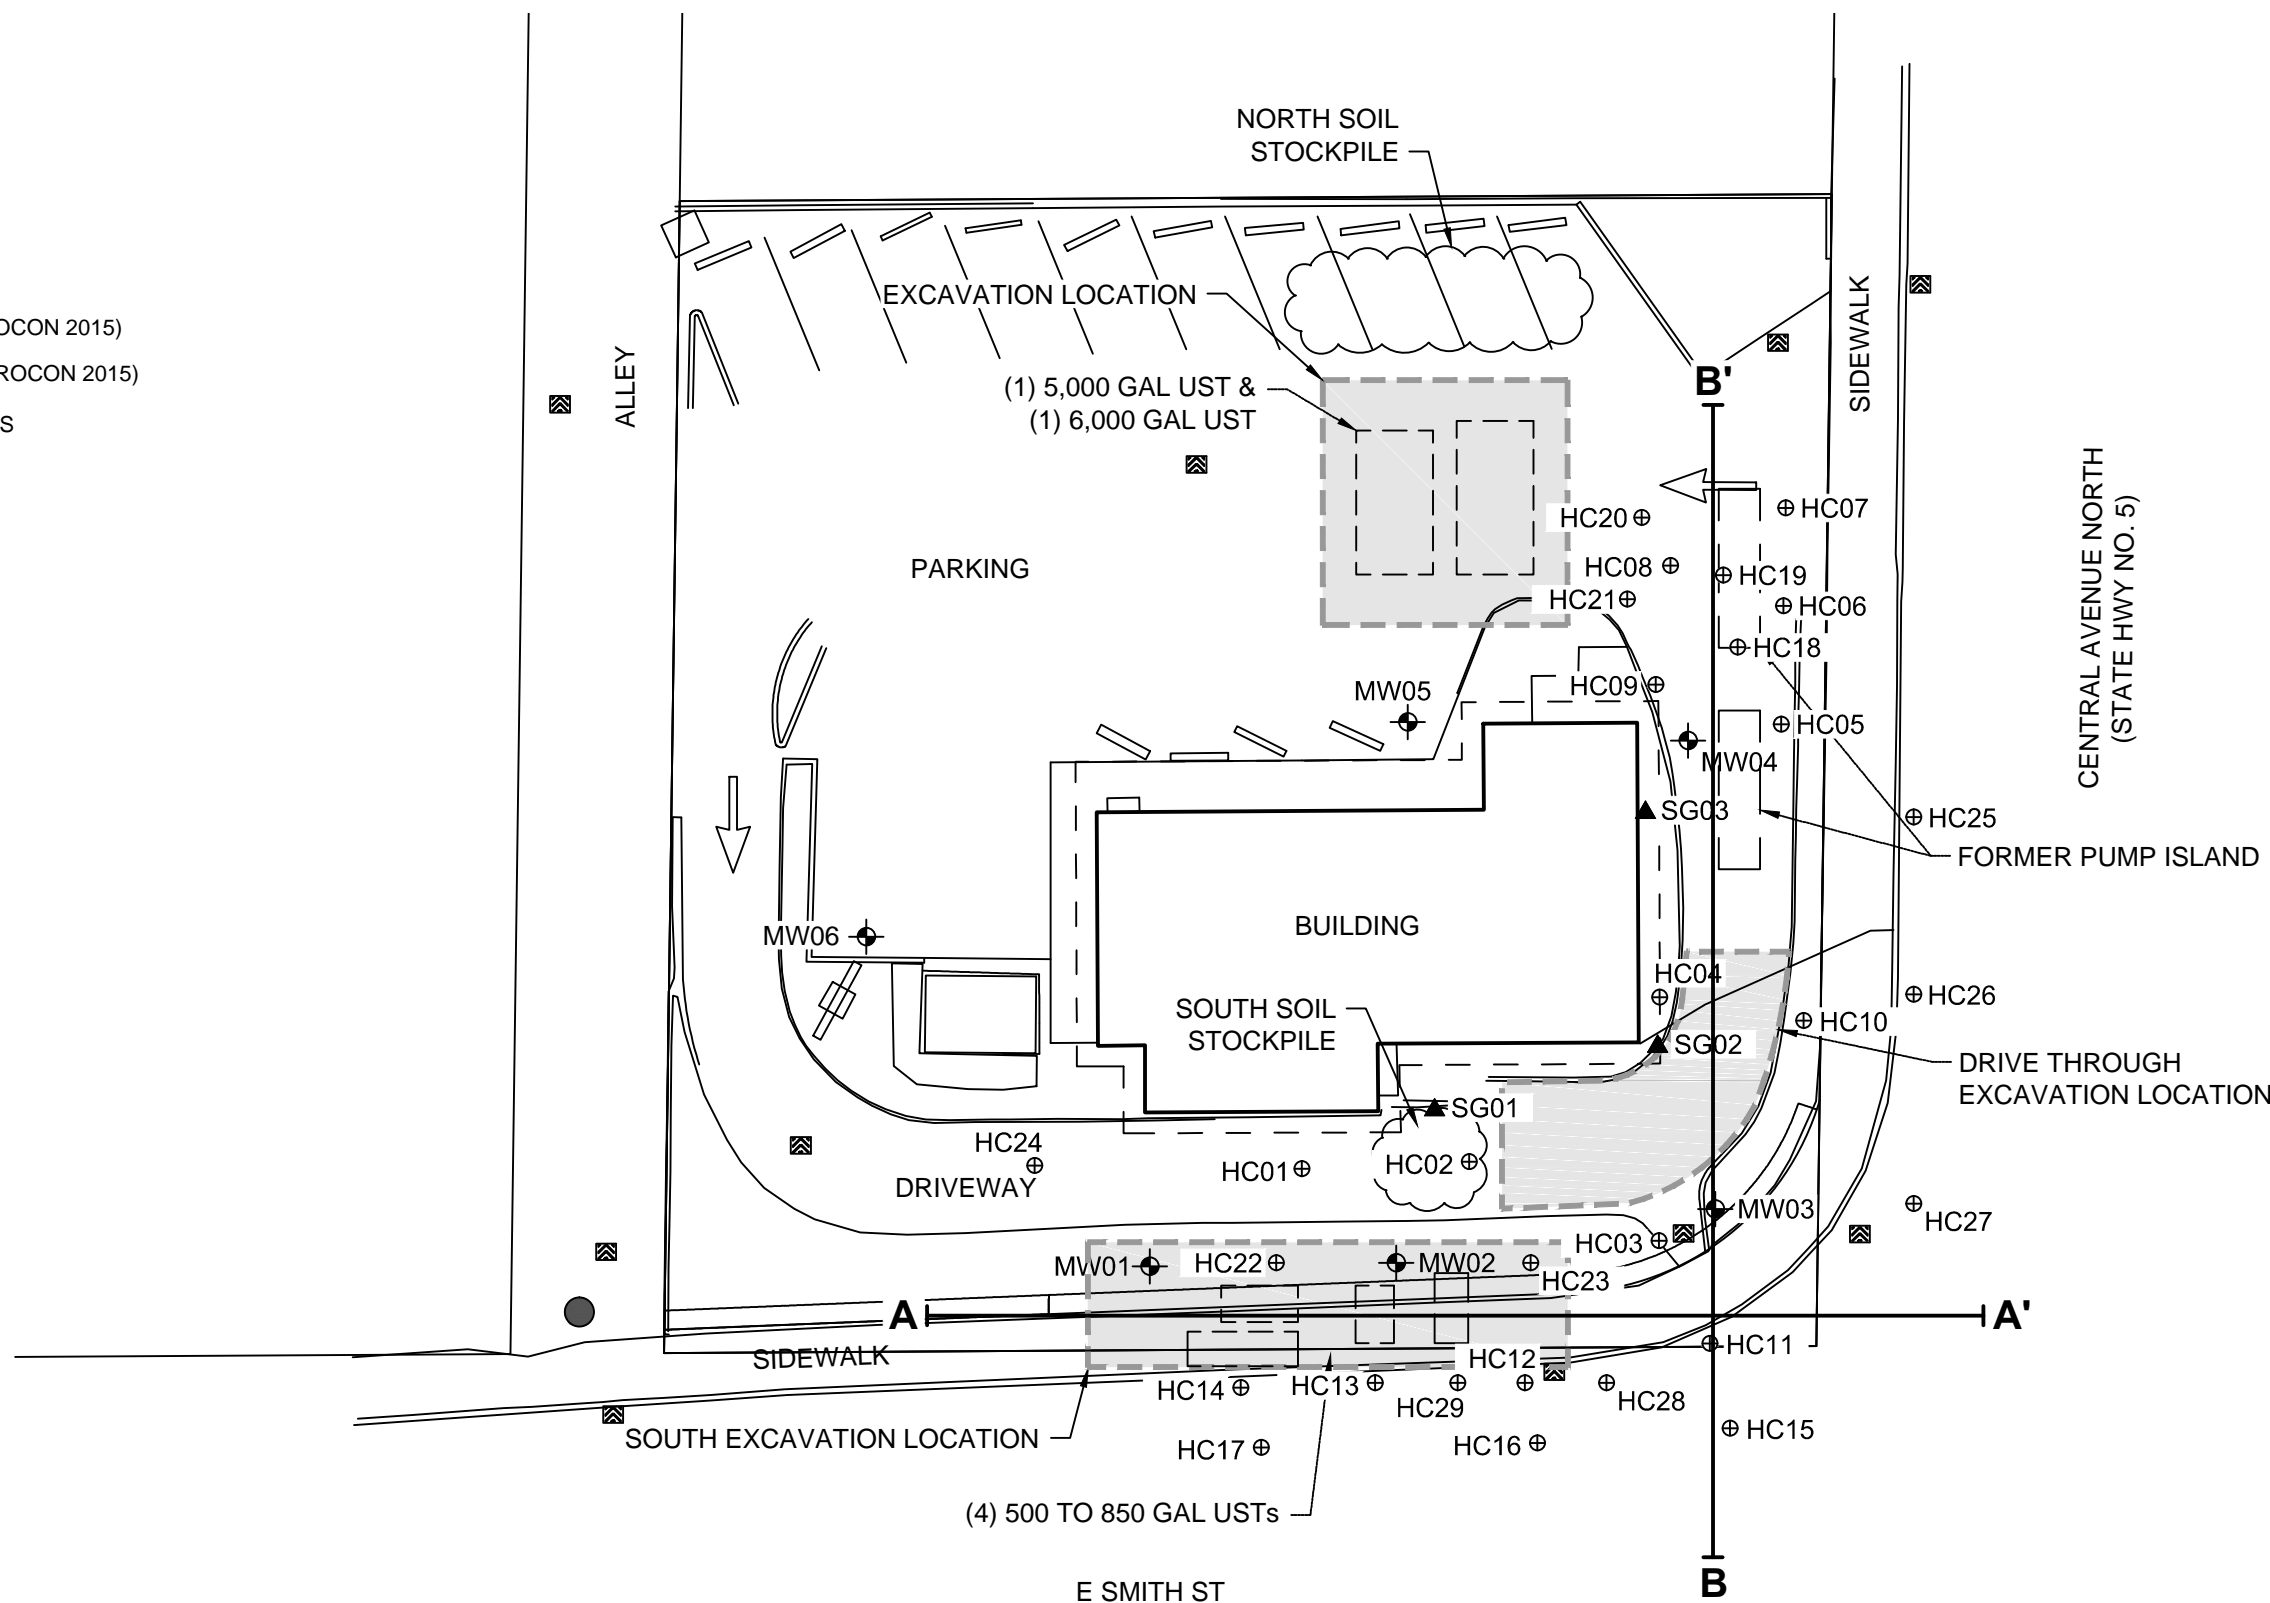 NORTH SOIL
STOCKPILE
EXCAVATION LOCATION
OCON 2015)
ROCON 2015)
S
ALLEY
SIDEWALK
(1) 5,000 GAL UST &
(1) 6,000 GAL UST
B'
CENTRAL AVENUE NORTH
(STATE HWY NO. 5)
HC20
HC07
PARKING
HC08
HC19
HC21
HC06
HC18
MW05
HC09
HC05
MW04
SG03
HC25
FORMER PUMP ISLAND
BUILDING
MW06
HC04
SOUTH SOIL
STOCKPILE
HC26
HC10
SG02
DRIVE THROUGH
EXCAVATION LOCATION
SG01
HC24
HC01
HC02
DRIVEWAY
MW03
HC27
HC03
MW01
HC22
MW02
HC23
A
A'
SIDEWALK
HC12
HC11
HC14
HC13
HC29
HC28
HC15
SOUTH EXCAVATION LOCATION
HC17
HC16
(4) 500 TO 850 GAL USTs
E SMITH ST
B